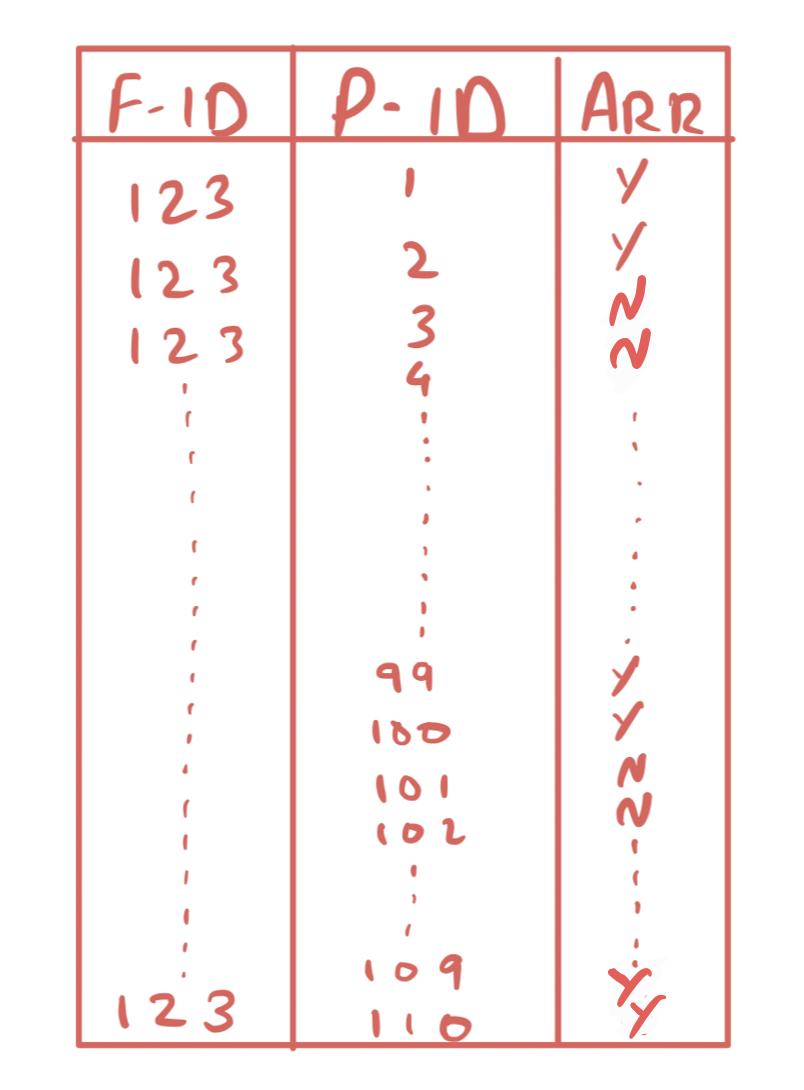 F-ID P-ID ARR
123 1 Y
123 2 Y
123 3 N
4 N
99 Y
100 Y
101 N
102 N
109 Y
123 110 Y